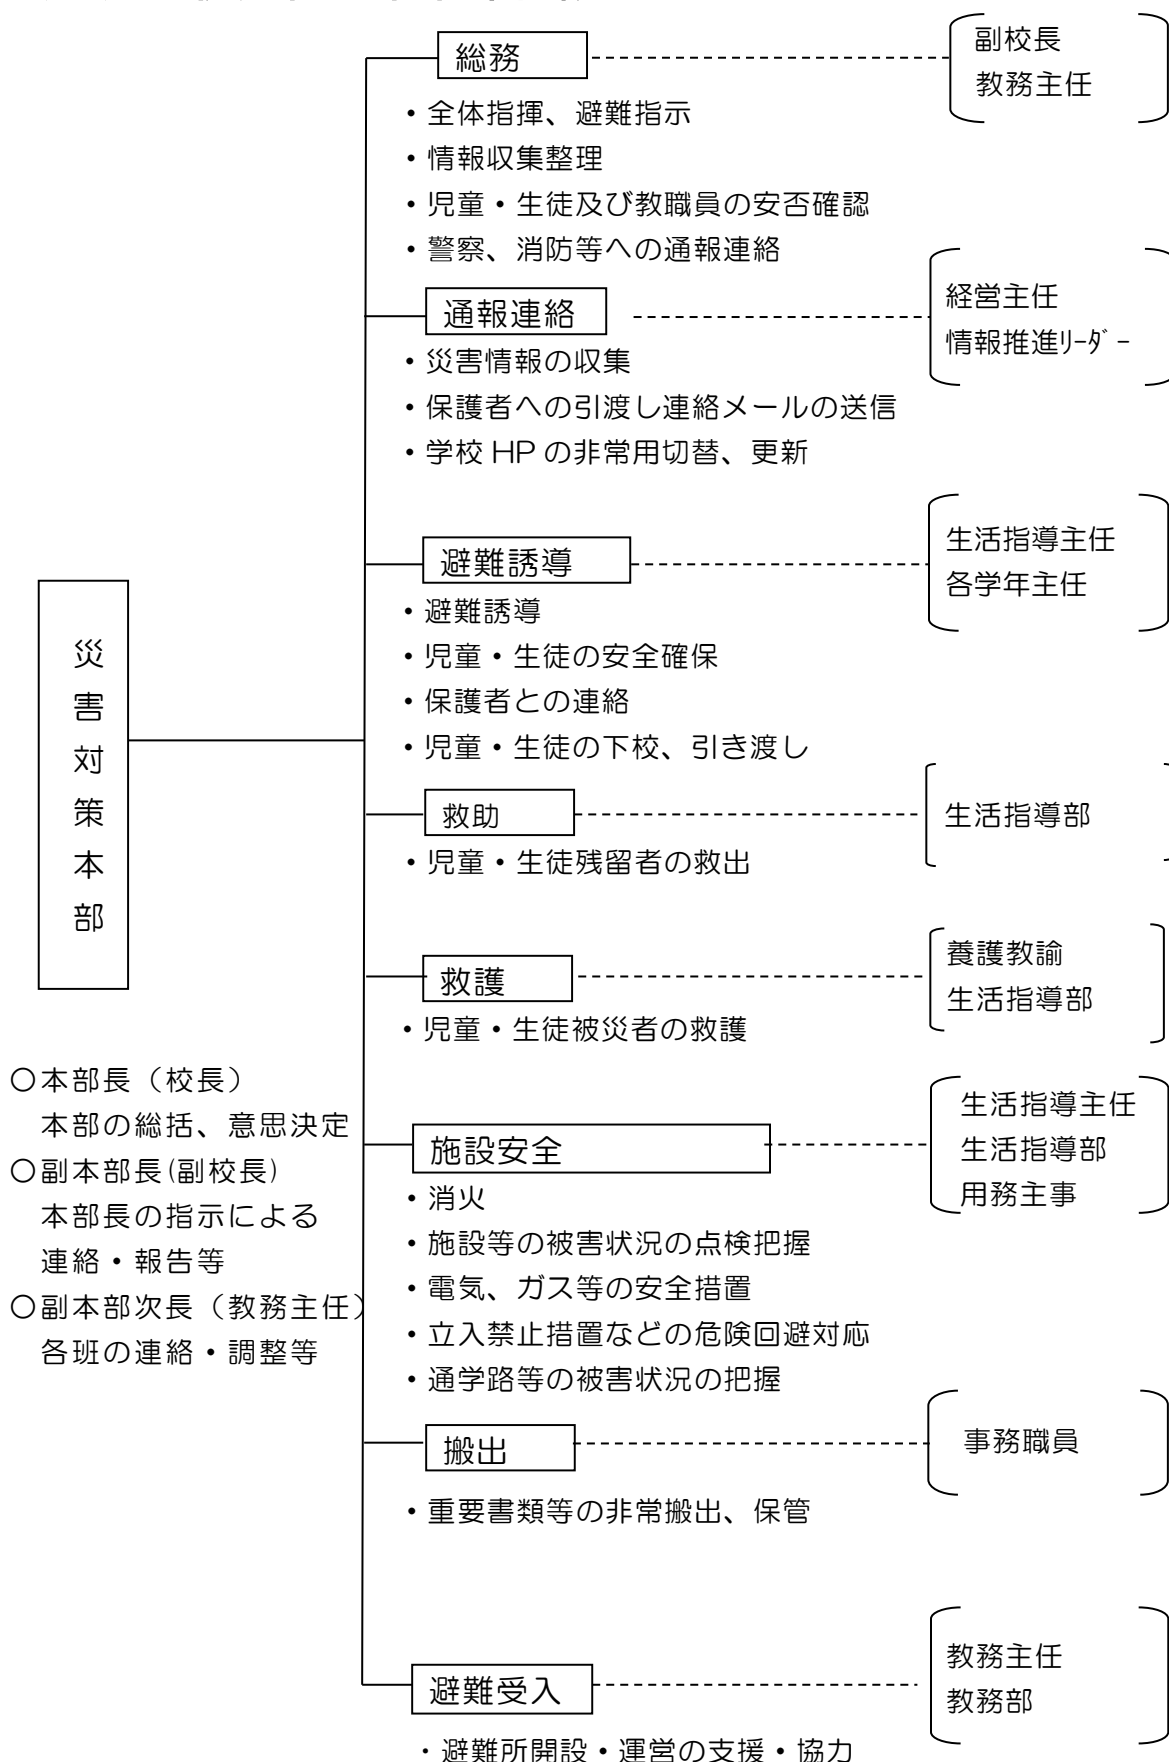 総務
副校長
教務主任
・全体指揮、避難指示
・情報収集整理
・児童・生徒及び教職員の安否確認
・警察、消防等への通報連絡
通報連絡
経営主任
情報推進ﾘｰﾀﾞｰ
・災害情報の収集
・保護者への引渡し連絡メールの送信
・学校 HP の非常用切替、更新
避難誘導
生活指導主任
各学年主任
・避難誘導
・児童・生徒の安全確保
・保護者との連絡
・児童・生徒の下校、引き渡し
災害対策本部
救助
生活指導部
・児童・生徒残留者の救出
救護
養護教諭
生活指導部
・児童・生徒被災者の救護
〇本部長（校長）
本部の総括、意思決定
〇副本部長(副校長)
本部長の指示による
連絡・報告等
〇副本部次長（教務主任）
各班の連絡・調整等
施設安全
生活指導主任
生活指導部
用務主事
・消火
・施設等の被害状況の点検把握
・電気、ガス等の安全措置
・立入禁止措置などの危険回避対応
・通学路等の被害状況の把握
搬出
事務職員
・重要書類等の非常搬出、保管
避難受入
教務主任
教務部
・避難所開設・運営の支援・協力